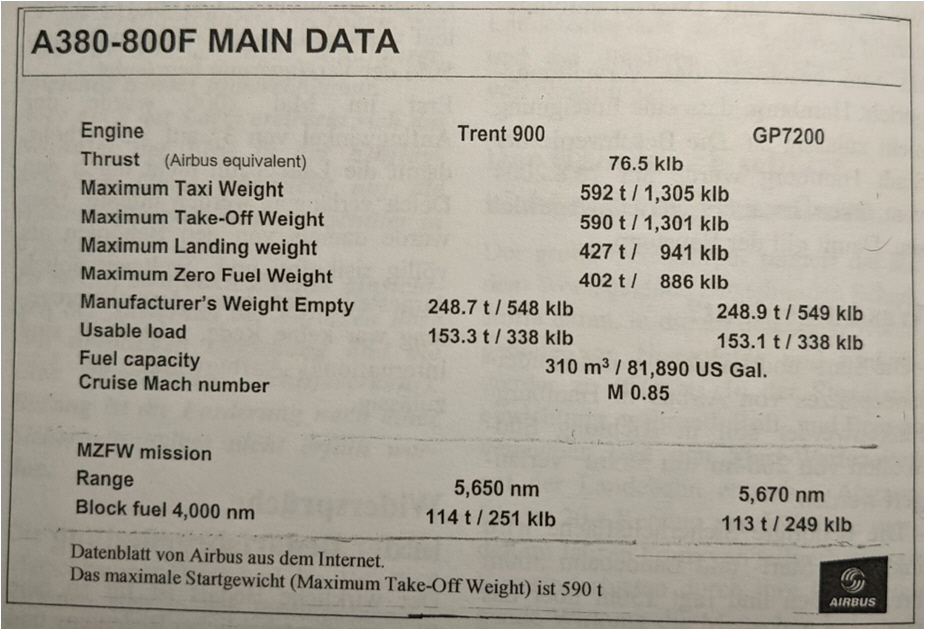 A380-800F MAIN DATA
Engine Trent 900 GP7200
Thrust (Airbus equivalent) 76.5 klb
Maximum Taxi Weight 592 t / 1,305 klb
Maximum Take-Off Weight 590 t / 1,301 klb
Maximum Landing weight 427 t / 941 klb
Maximum Zero Fuel Weight 402 t / 886 klb
Manufacturer's Weight Empty 248.7 t / 548 klb 248.9 t / 549 klb
Usable load 153.3 t / 338 klb 153.1 t / 338 klb
Fuel capacity 310 m³ / 81,890 US Gal.
Cruise Mach number M 0.85
MZFW mission
Range 5,650 nm 5,670 nm
Block fuel 4,000 nm 114 t / 251 klb 113 t / 249 klb
Datenblatt von Airbus aus dem Internet.
Das maximale Startgewicht (Maximum Take-Off Weight) ist 590 t
AIRBUS